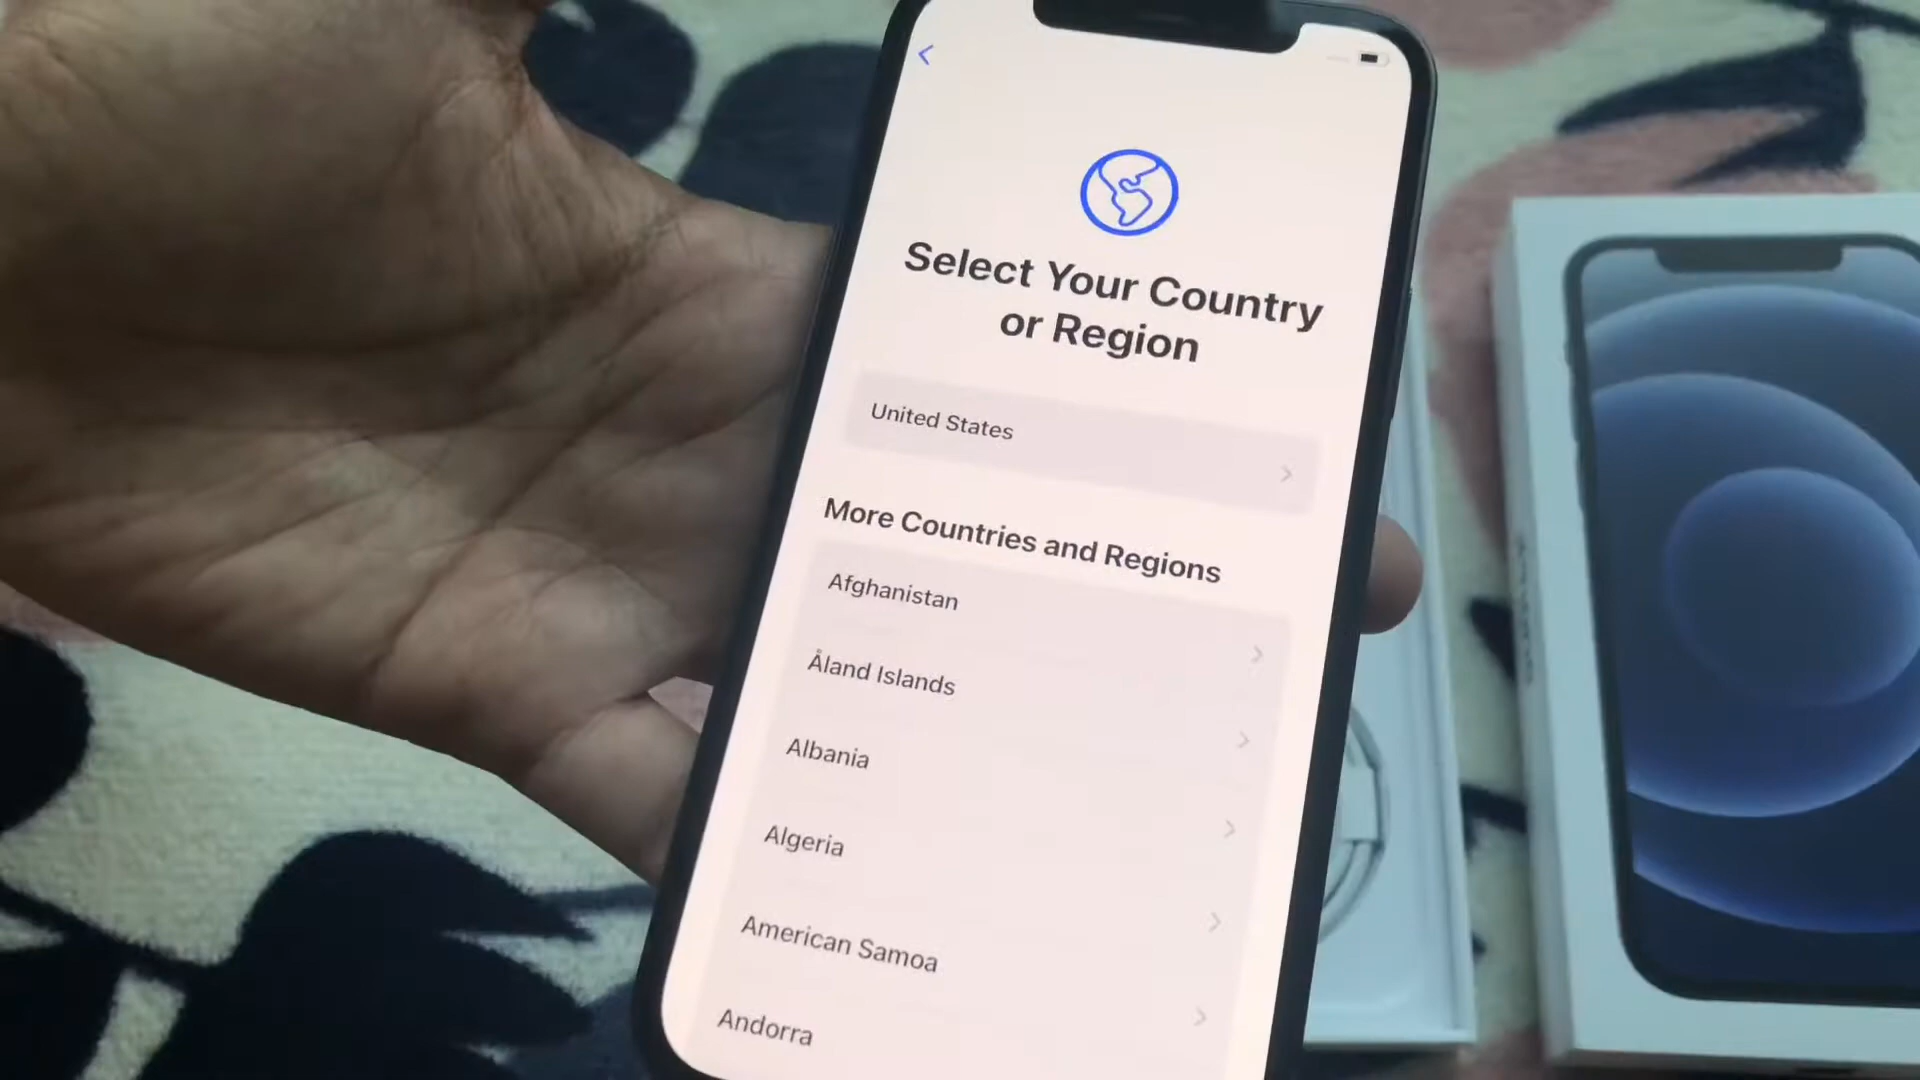 Select Your Country
or Region
United States
More Countries and Regions
Afghanistan
Åland Islands
Albania
Algeria
American Samoa
Andorra